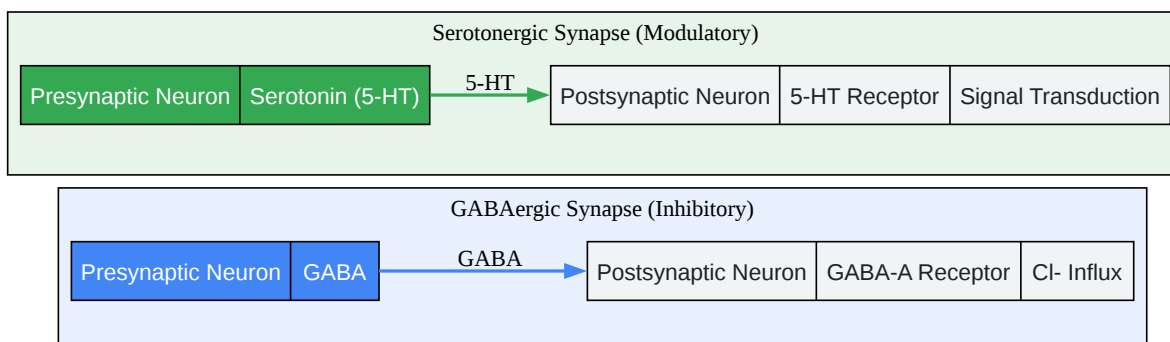 Serotonergic Synapse (Modulatory)
Presynaptic Neuron
Serotonin (5-HT)
5-HT
Postsynaptic Neuron
5-HT Receptor
Signal Transduction
GABAergic Synapse (Inhibitory)
Presynaptic Neuron
GABA
GABA
Postsynaptic Neuron
GABA-A Receptor
Cl- Influx